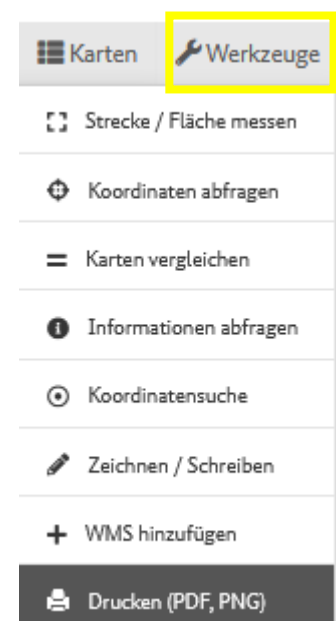 Karten Werkzeuge
Strecke / Fläche messen
Koordinaten abfragen
Karten vergleichen
Informationen abfragen
Koordinatensuche
Zeichnen / Schreiben
WMS hinzufügen
Drucken (PDF, PNG)